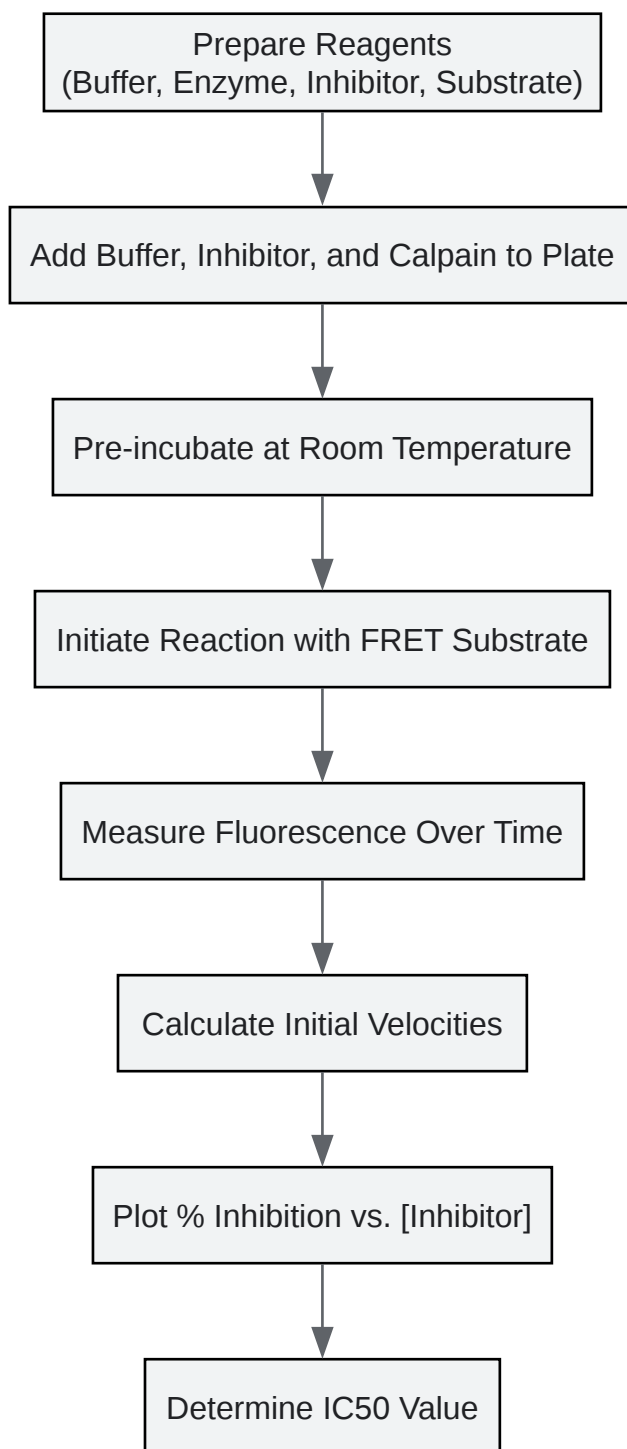 Prepare Reagents
(Buffer, Enzyme, Inhibitor, Substrate)
Add Buffer, Inhibitor, and Calpain to Plate
Pre-incubate at Room Temperature
Initiate Reaction with FRET Substrate
Measure Fluorescence Over Time
Calculate Initial Velocities
Plot % Inhibition vs. [Inhibitor]
Determine IC50 Value